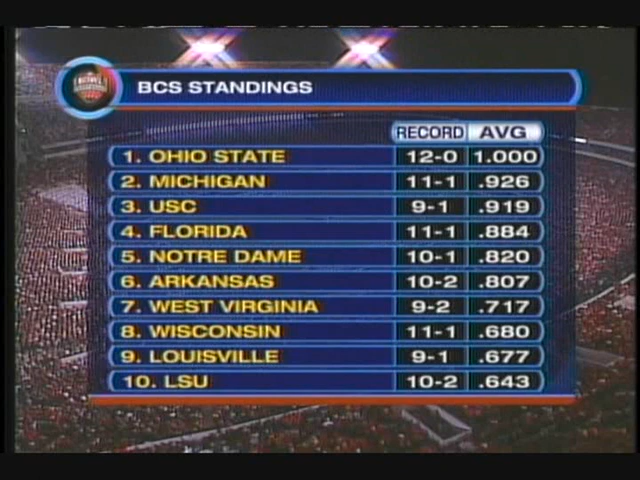 BCS STANDINGS
RECORD AVG
1. OHIO STATE 12-0 1.000
2. MICHIGAN 11-1 .926
3. USC 9-1 .919
4. FLORIDA 11-1 .884
5. NOTRE DAME 10-1 .820
6. ARKANSAS 10-2 .807
7. WEST VIRGINIA 9-2 .717
8. WISCONSIN 11-1 .680
9. LOUISVILLE 9-1 .677
10. LSU 10-2 .643